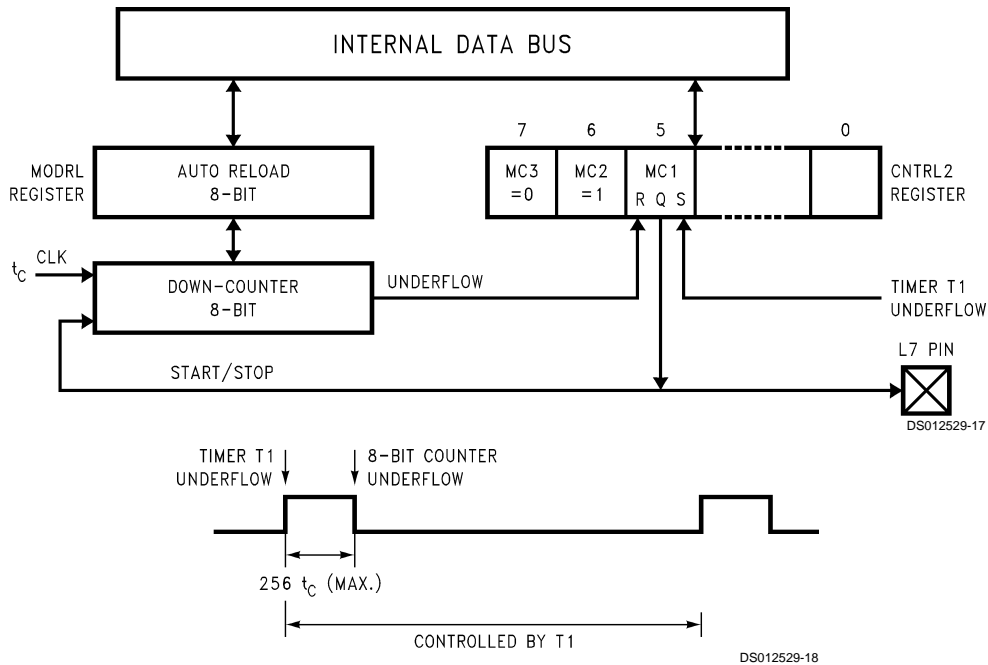 INTERNAL DATA BUS
7 6 5 0
MODRL
REGISTER
AUTO RELOAD
8-BIT
MC3
=0
MC2
=1
MC1
R Q S
CNTRL2
REGISTER
tC CLK
DOWN-COUNTER
8-BIT
UNDERFLOW
TIMER T1
UNDERFLOW
START/STOP
L7 PIN
DS012529-17
TIMER T1
UNDERFLOW
8-BIT COUNTER
UNDERFLOW
256 tC (MAX.)
CONTROLLED BY T1
DS012529-18